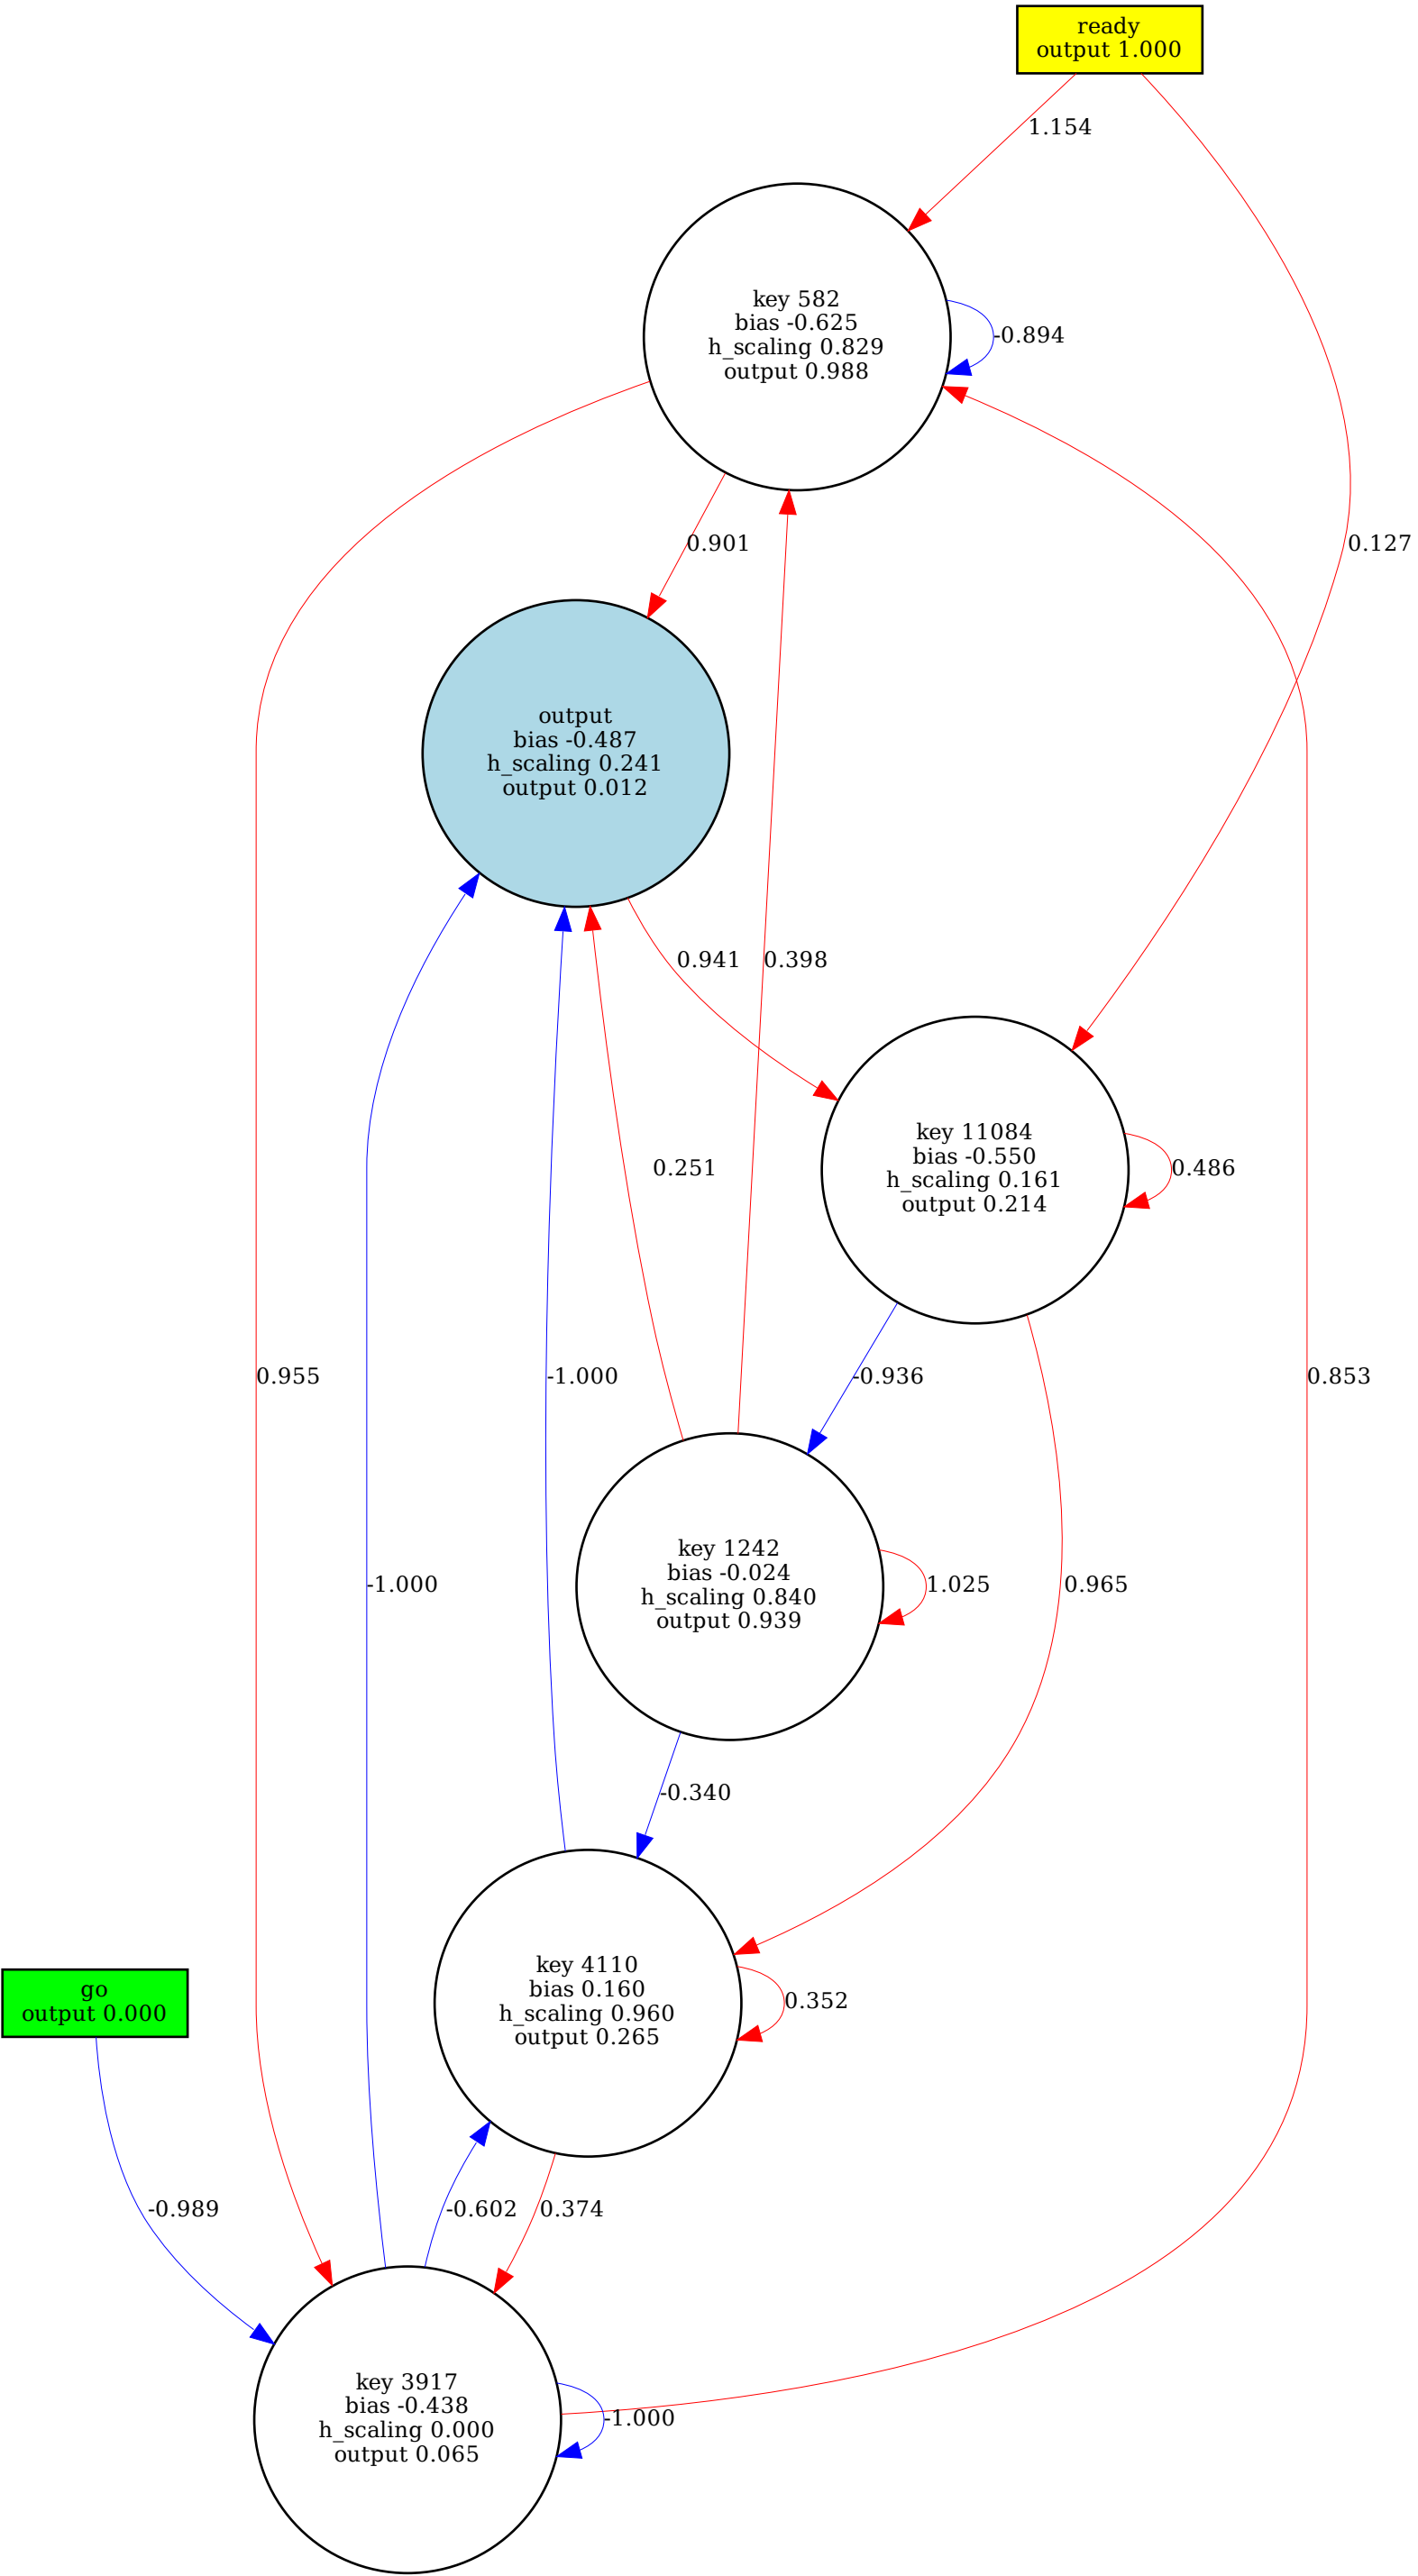 ready
output 1.000
1.154
key 582
bias -0.625
h_scaling 0.829
output 0.988
-0.894
0.901
0.127
output
bias -0.487
h_scaling 0.241
output 0.012
0.941
0.398
key 11084
bias -0.550
h_scaling 0.161
output 0.214
0.251
0.486
0.955
-1.000
-0.936
0.853
key 1242
bias -0.024
h_scaling 0.840
output 0.939
-1.000
1.025
0.965
-0.340
key 4110
bias 0.160
h_scaling 0.960
output 0.265
0.352
go
output 0.000
-0.989
-0.602
0.374
key 3917
bias -0.438
h_scaling 0.000
output 0.065
-1.000